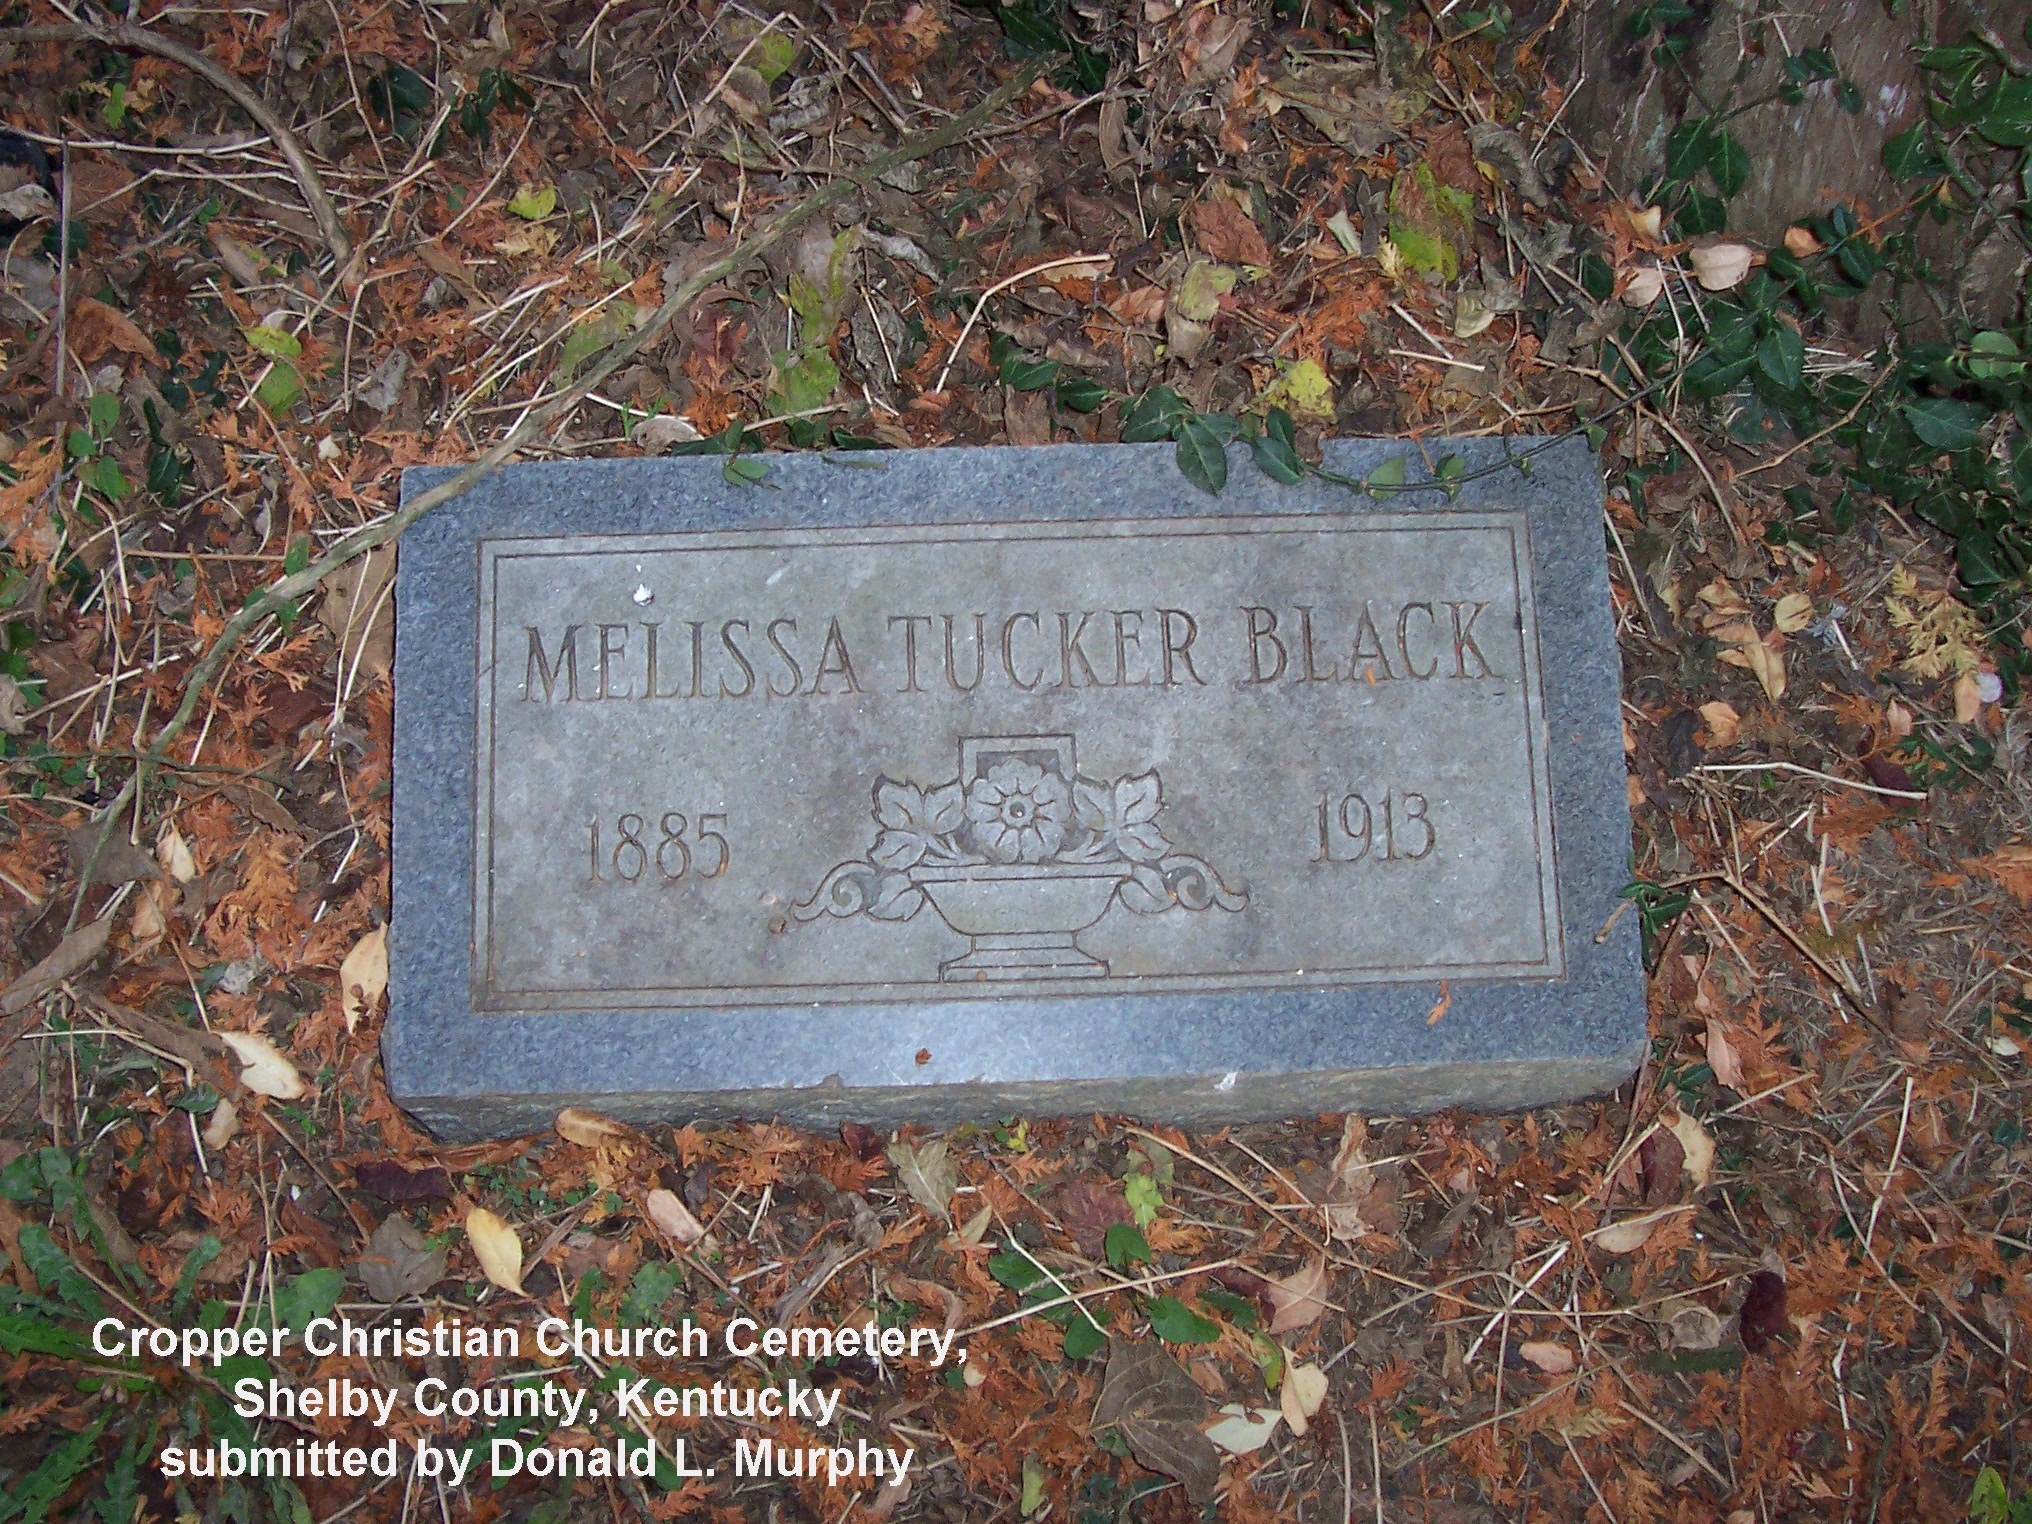 MELISSA TUCKER BLACK
1885 1913
Cropper Christian Church Cemetery,
Shelby County, Kentucky
submitted by Donald L. Murphy